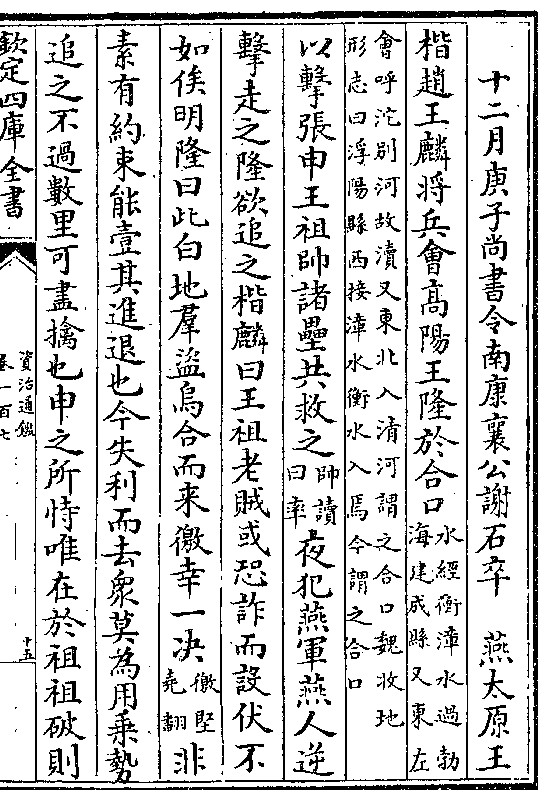 十二月庚子尚書令南康襄公謝石卒　燕太原王
楷趙王麟將兵會高陽王隆於合口
水經衡漳水過勃
海建成縣又東左
會呼沱別河故瀆又東北入清河謂之合口魏收地
形志曰浮陽縣西接漳水衡水入焉今謂之合口
以擊張申王祖帥諸壘共救之
帥讀
曰率
夜犯燕軍燕人逆
擊走之隆欲追之楷麟曰王祖老賊或恐詐而設伏不
如俟明隆曰此白地羣盜烏合而来徼幸一决
徼堅
堯翻
非
素有約束能壹其進退也今失利而去衆莫為用乗勢
追之不過數里可盡擒也申之所恃唯在於祖祖破則
欽定四庫全書
資治通鑑
卷一百七
十五